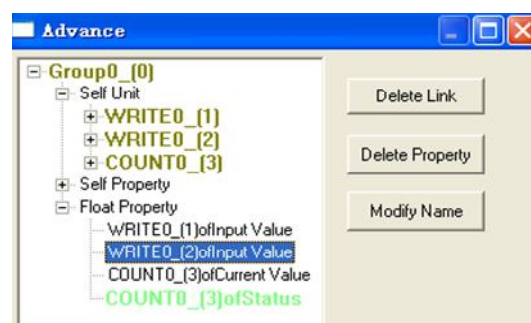 Advance
Group0_(0)
Self Unit
WRITE0_(1)
WRITE0_(2)
COUNT0_(3)
Self Property
Float Property
WRITE0_(1)ofInput Value
WRITE0_(2)ofInput Value
COUNT0_(3)ofCurrent Value
COUNT0_(3)ofStatus
Delete Link
Delete Property
Modify Name